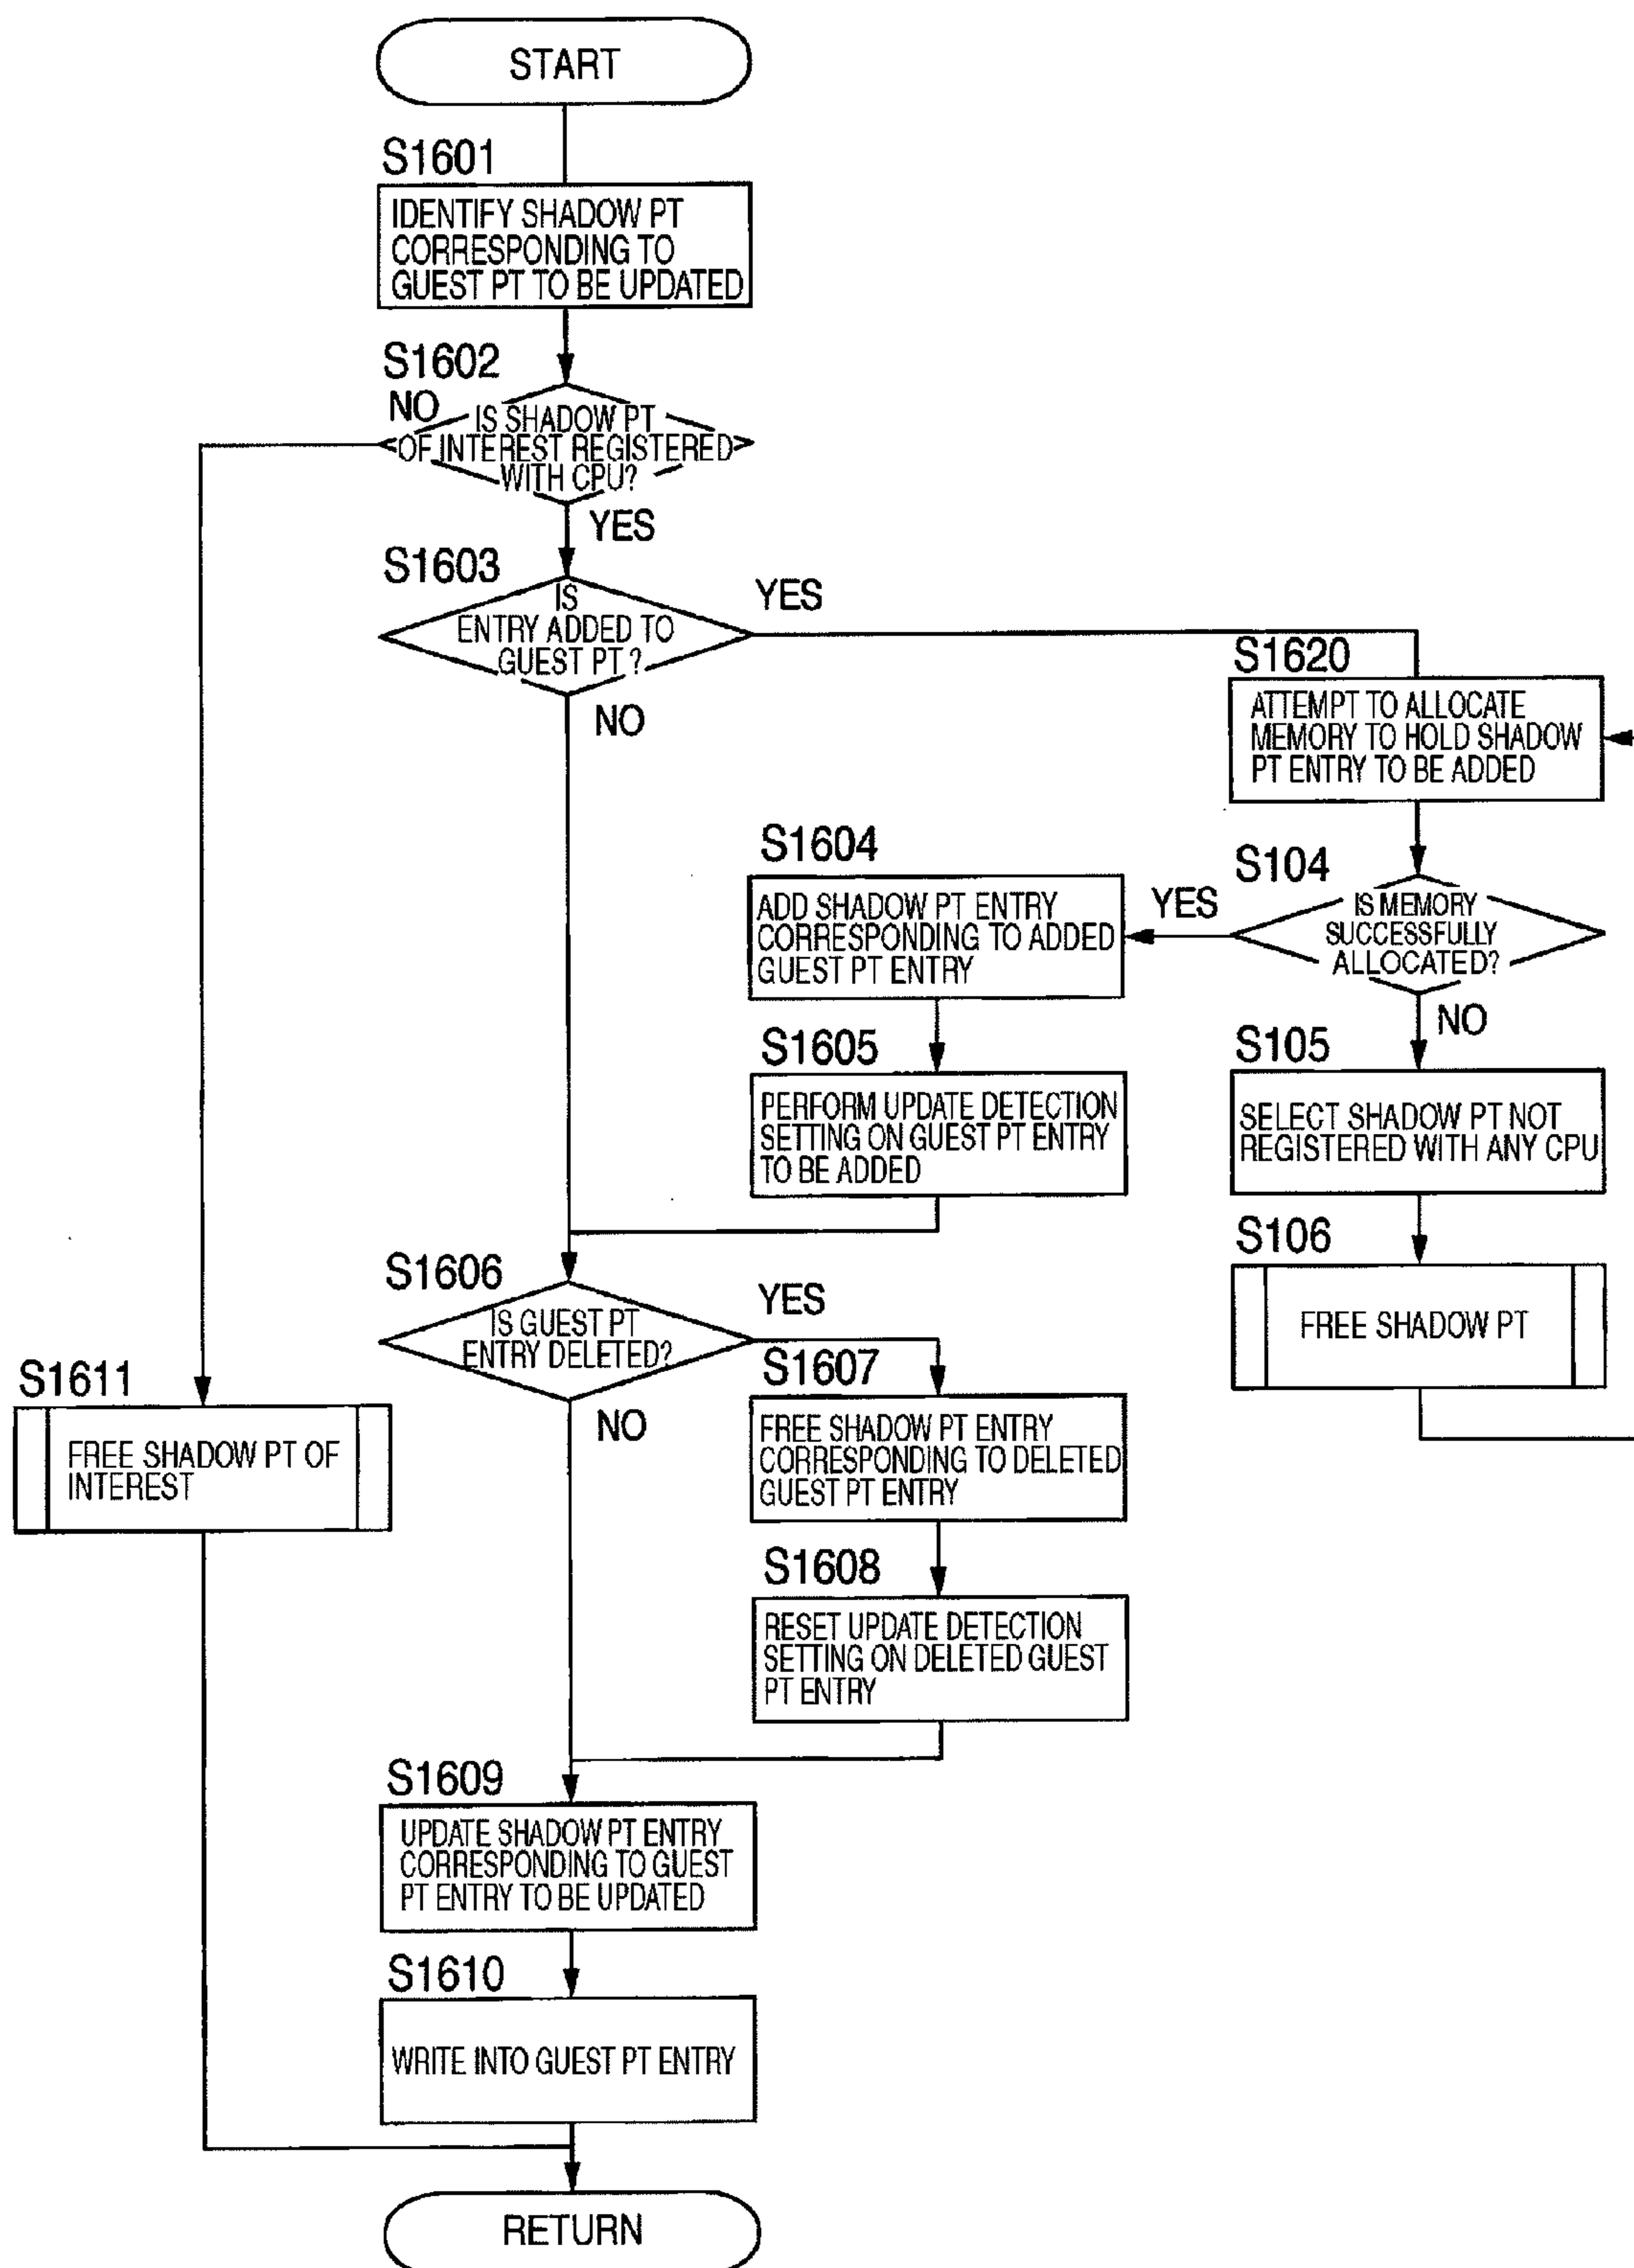 START
S1601
IDENTIFY SHADOW PT
CORRESPONDING TO
GUEST PT TO BE UPDATED
S1602
NO
IS SHADOW PT
OF INTEREST REGISTERED
WITH CPU?
YES
S1603
IS
ENTRY ADDED TO
GUEST PT ?
YES
NO
S1620
ATTEMPT TO ALLOCATE
MEMORY TO HOLD SHADOW
PT ENTRY TO BE ADDED
S104
IS MEMORY
SUCCESSFULLY
ALLOCATED?
YES
NO
S1604
ADD SHADOW PT ENTRY
CORRESPONDING TO ADDED
GUEST PT ENTRY
S1605
PERFORM UPDATE DETECTION
SETTING ON GUEST PT ENTRY
TO BE ADDED
S105
SELECT SHADOW PT NOT
REGISTERED WITH ANY CPU
S106
FREE SHADOW PT
S1606
IS GUEST PT
ENTRY DELETED?
YES
NO
S1607
FREE SHADOW PT ENTRY
CORRESPONDING TO DELETED
GUEST PT ENTRY
S1611
FREE SHADOW PT OF
INTEREST
S1608
RESET UPDATE DETECTION
SETTING ON DELETED GUEST
PT ENTRY
S1609
UPDATE SHADOW PT ENTRY
CORRESPONDING TO GUEST
PT ENTRY TO BE UPDATED
S1610
WRITE INTO GUEST PT ENTRY
RETURN